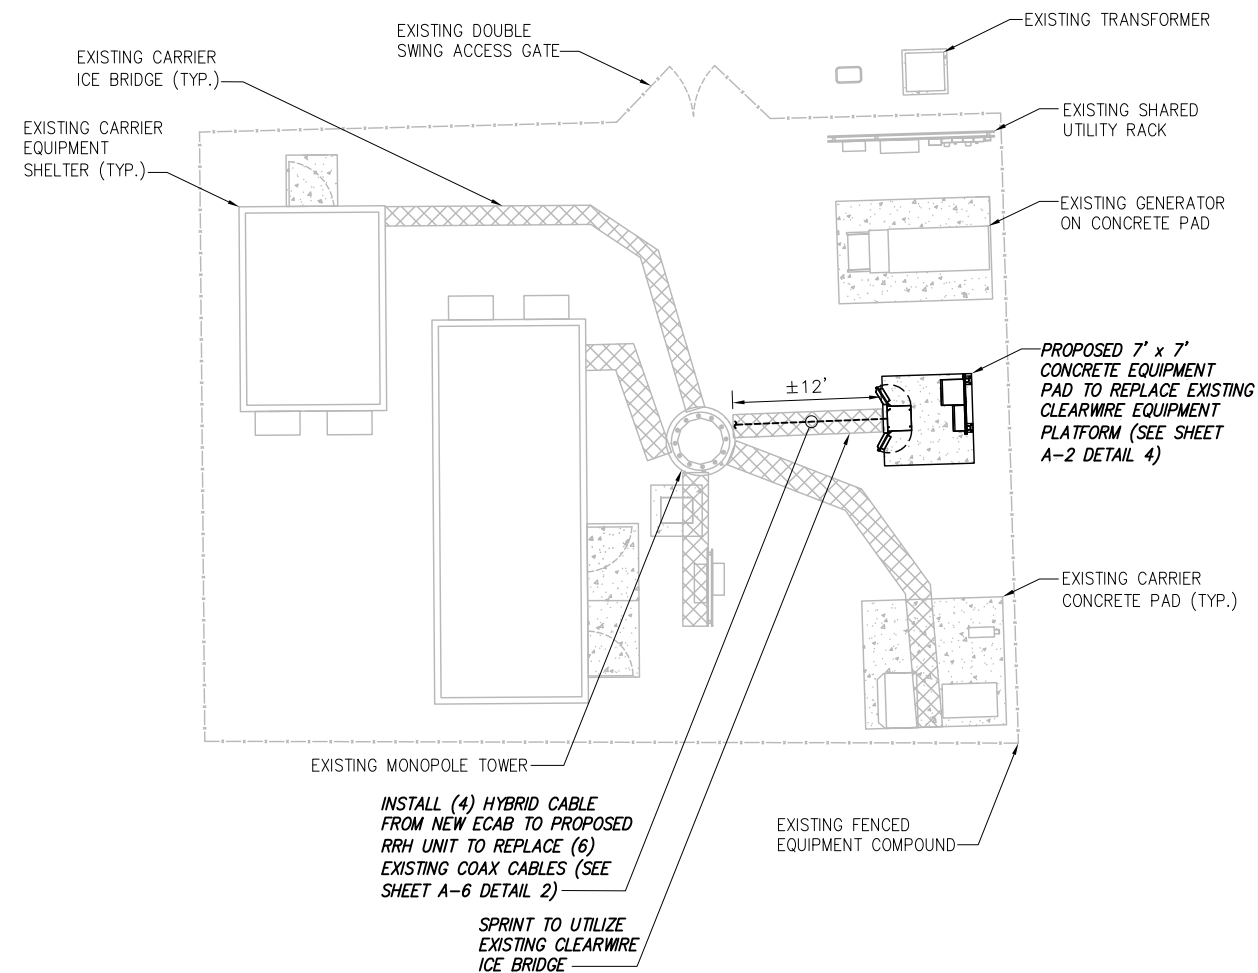 EXISTING TRANSFORMER
EXISTING DOUBLE
SWING ACCESS GATE
EXISTING CARRIER
ICE BRIDGE (TYP.)
EXISTING SHARED
UTILITY RACK
EXISTING CARRIER
EQUIPMENT
SHELTER (TYP.)
EXISTING GENERATOR
ON CONCRETE PAD
PROPOSED 7' x 7'
CONCRETE EQUIPMENT
PAD TO REPLACE EXISTING
CLEARWIRE EQUIPMENT
PLATFORM (SEE SHEET
A-2 DETAIL 4)
±12'
EXISTING CARRIER
CONCRETE PAD (TYP.)
EXISTING MONOPOLE TOWER
INSTALL (4) HYBRID CABLE
FROM NEW ECAB TO PROPOSED
RRH UNIT TO REPLACE (6)
EXISTING COAX CABLES (SEE
SHEET A-6 DETAIL 2)
EXISTING FENCED
EQUIPMENT COMPOUND
SPRINT TO UTILIZE
EXISTING CLEARWIRE
ICE BRIDGE